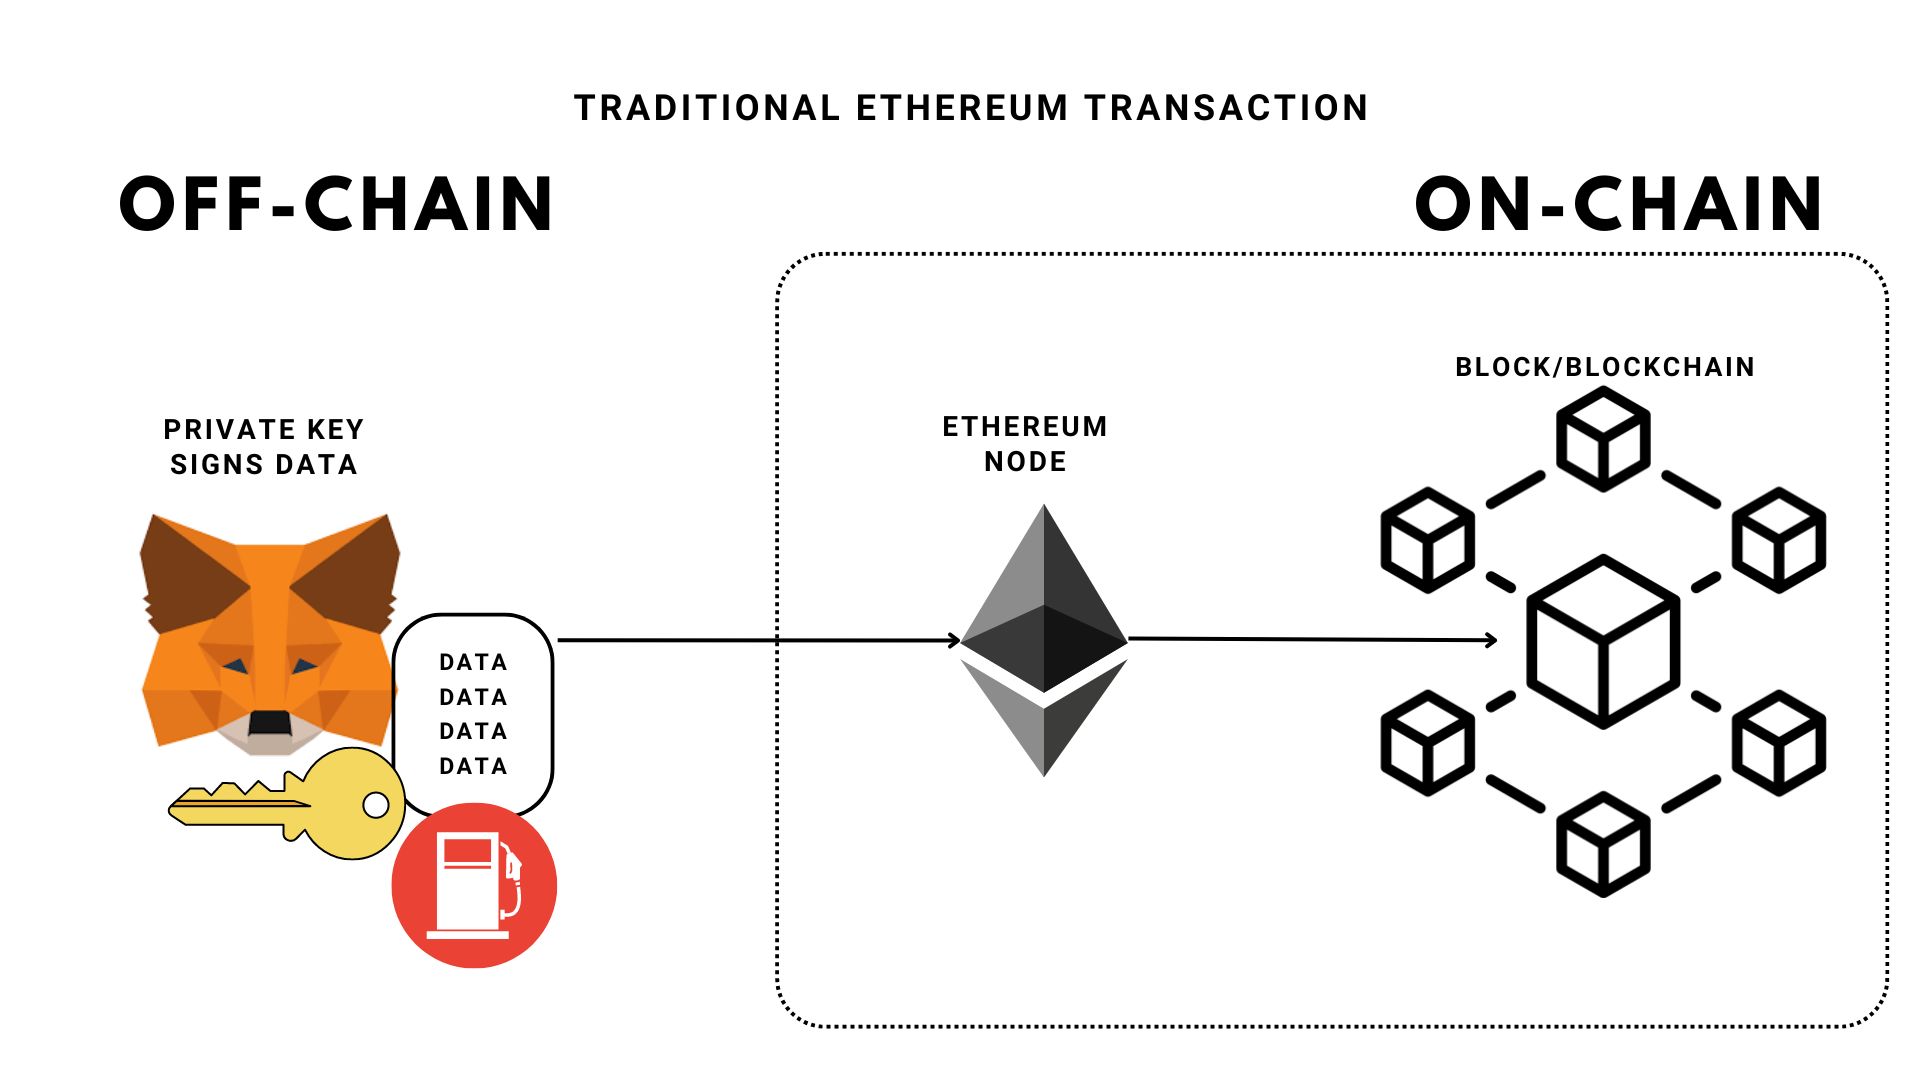 TRADITIONAL ETHEREUM TRANSACTION
OFF-CHAIN
ON-CHAIN
PRIVATE KEY
SIGNS DATA
DATA
DATA
DATA
DATA
ETHEREUM
NODE
BLOCK/BLOCKCHAIN